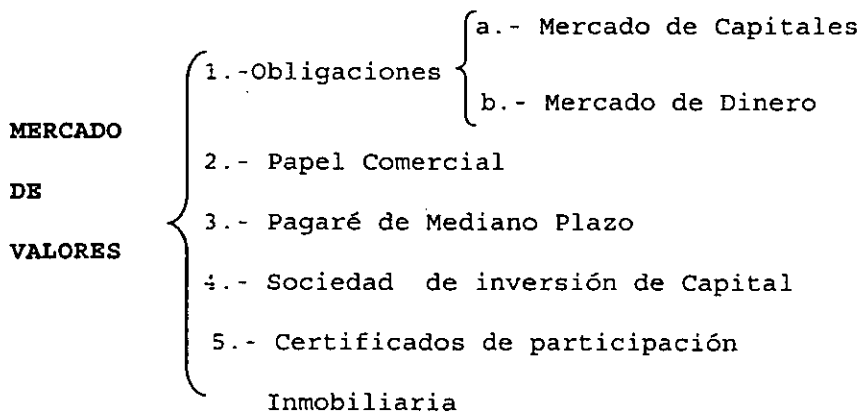 MERCADO
DE
VALORES
1.-Obligaciones
a.- Mercado de Capitales
b.- Mercado de Dinero
2.- Papel Comercial
3.- Pagaré de Mediano Plazo
4.- Sociedad de inversión de Capital
5.- Certificados de participación
Inmobiliaria